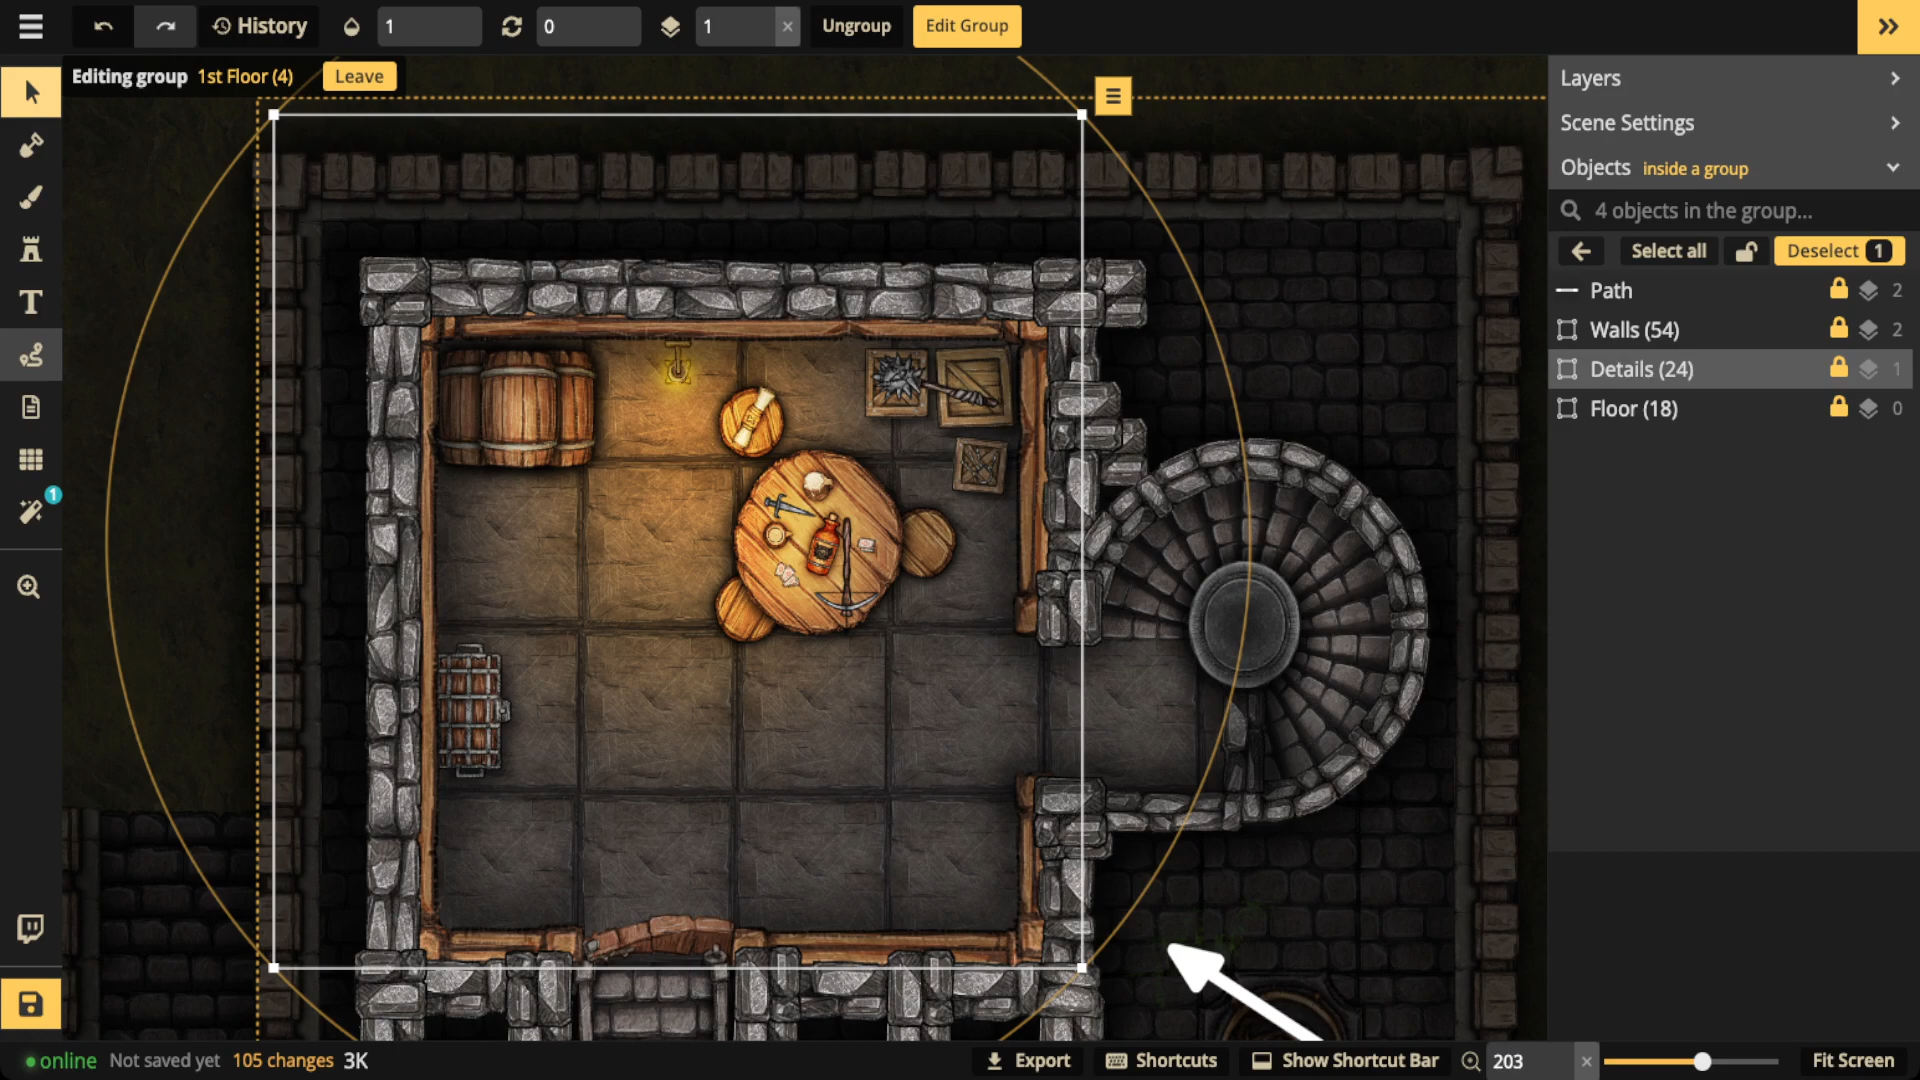 History
1
0
1
×
Ungroup
Edit Group
Editing group 1st Floor (4)
Leave
Layers
Scene Settings
Objects inside a group
4 objects in the group...
Select all
Deselect 1
Path 2
Walls (54) 2
Details (24) 1
Floor (18) 0
T
1
online Not saved yet 105 changes 3K
Export
Shortcuts
Show Shortcut Bar
203
×
Fit Screen